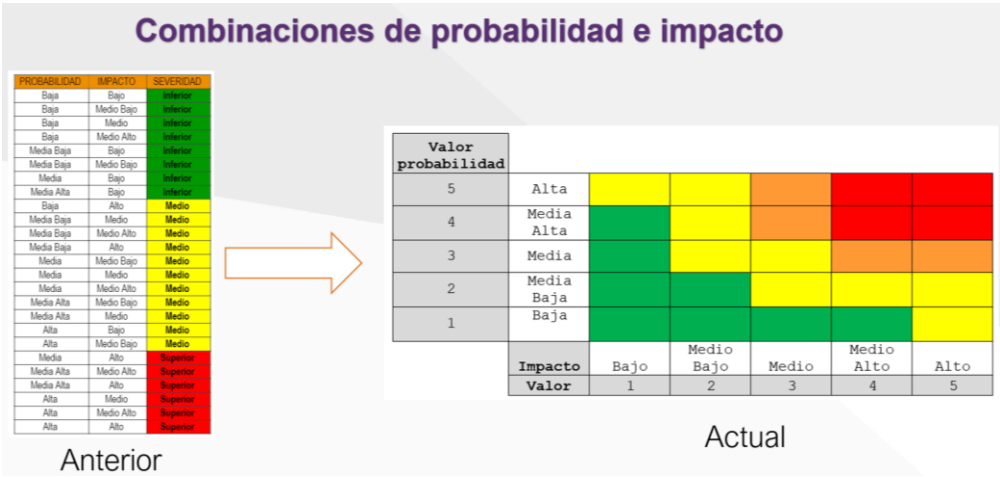 Combinaciones de probabilidad e impacto
PROBABILIDAD IMPACTO SEVERIDAD
Baja Bajo Inferior
Baja Medio Bajo Inferior
Baja Medio Inferior
Baja Medio Alto Inferior
Media Baja Bajo Inferior
Media Baja Medio Bajo Inferior
Media Bajo Inferior
Media Alta Bajo Inferior
Baja Alto Medio
Media Baja Medio Medio
Media Baja Medio Alto Medio
Media Baja Alto Medio
Media Medio Bajo Medio
Media Medio Medio
Media Medio Alto Medio
Media Alta Medio Bajo Medio
Media Alta Medio Medio
Alta Bajo Medio
Alta Medio Bajo Medio
Media Alto Superior
Media Alta Medio Alto Superior
Media Alta Alto Superior
Alta Medio Superior
Alta Medio Alto Superior
Alta Alto Superior
Anterior
Valor
probabilidad
5 Alta
4 Media
Alta
3 Media
2 Media
Baja
1 Baja
Impacto Bajo Medio Bajo Medio Medio Alto Alto
Valor 1 2 3 4 5
Actual